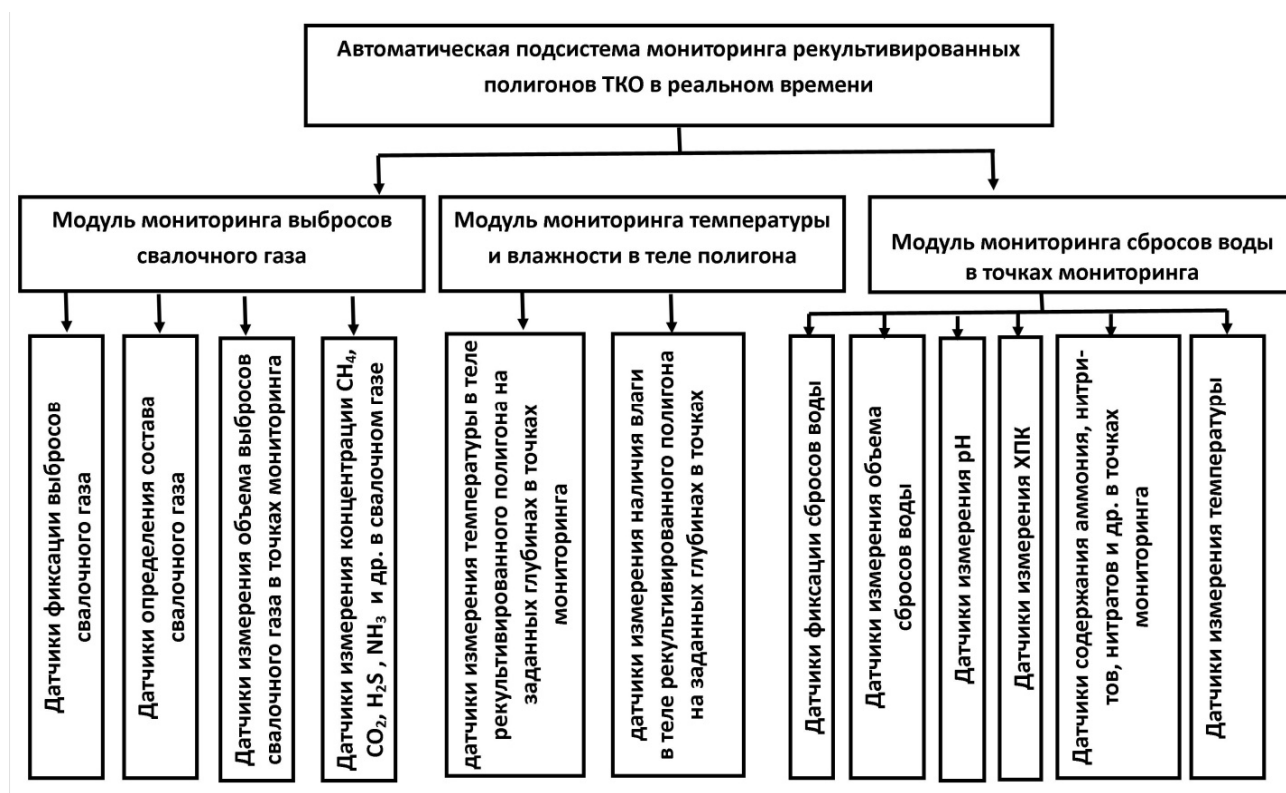 Автоматическая подсистема мониторинга рекультивированных
полигонов ТКО в реальном времени
Модуль мониторинга выбросов
свалочного газа
Модуль мониторинга температуры
и влажности в теле полигона
Модуль мониторинга сбросов воды
в точках мониторинга
Датчики фиксации выбросов
свалочного газа
Датчики определения состава
свалочного газа
Датчики измерения объема выбросов
свалочного газа в точках мониторинга
Датчики измерения концентрации CH₄,
CO₂, H₂S , NH₃ и др. в свалочном газе
датчики измерения температуры в теле
рекультивированного полигона на
заданных глубинах в точках
мониторинга
датчики измерения наличия влаги
в теле рекультивированного полигона
на заданных глубинах в точках
Датчики фиксации сбросов воды
Датчики измерения объема
сбросов воды
Датчики измерения pH
Датчики измерения ХПК
Датчики содержания аммония, нитри-
тов, нитратов и др. в точках
мониторинга
Датчики измерения температуры